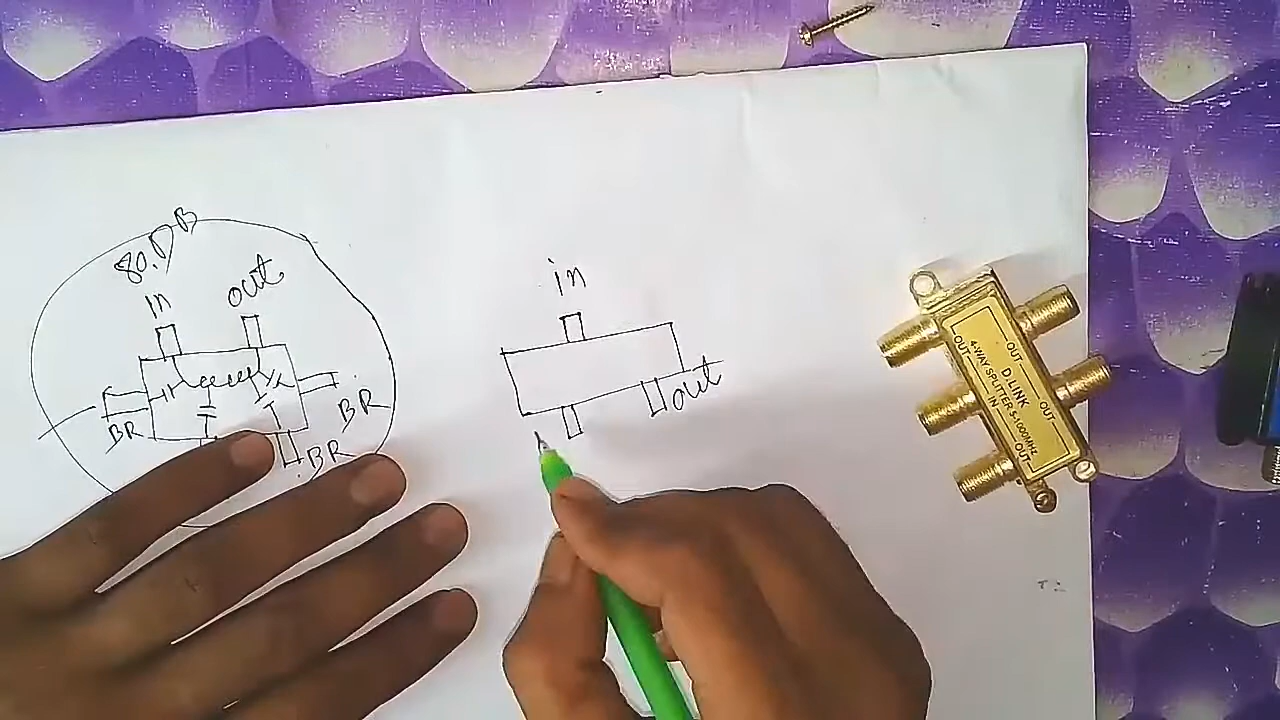 80.DB
in
out
BR
BR
BR
in
out
OUT
OUT
D.LINK
4-WAY SPLITTER 5-1000MHz
IN
OUT
OUT